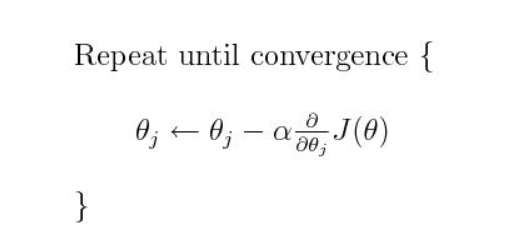 Repeat until convergence {
θ_j ← θ_j − α ∂/∂θ_j J(θ)
}